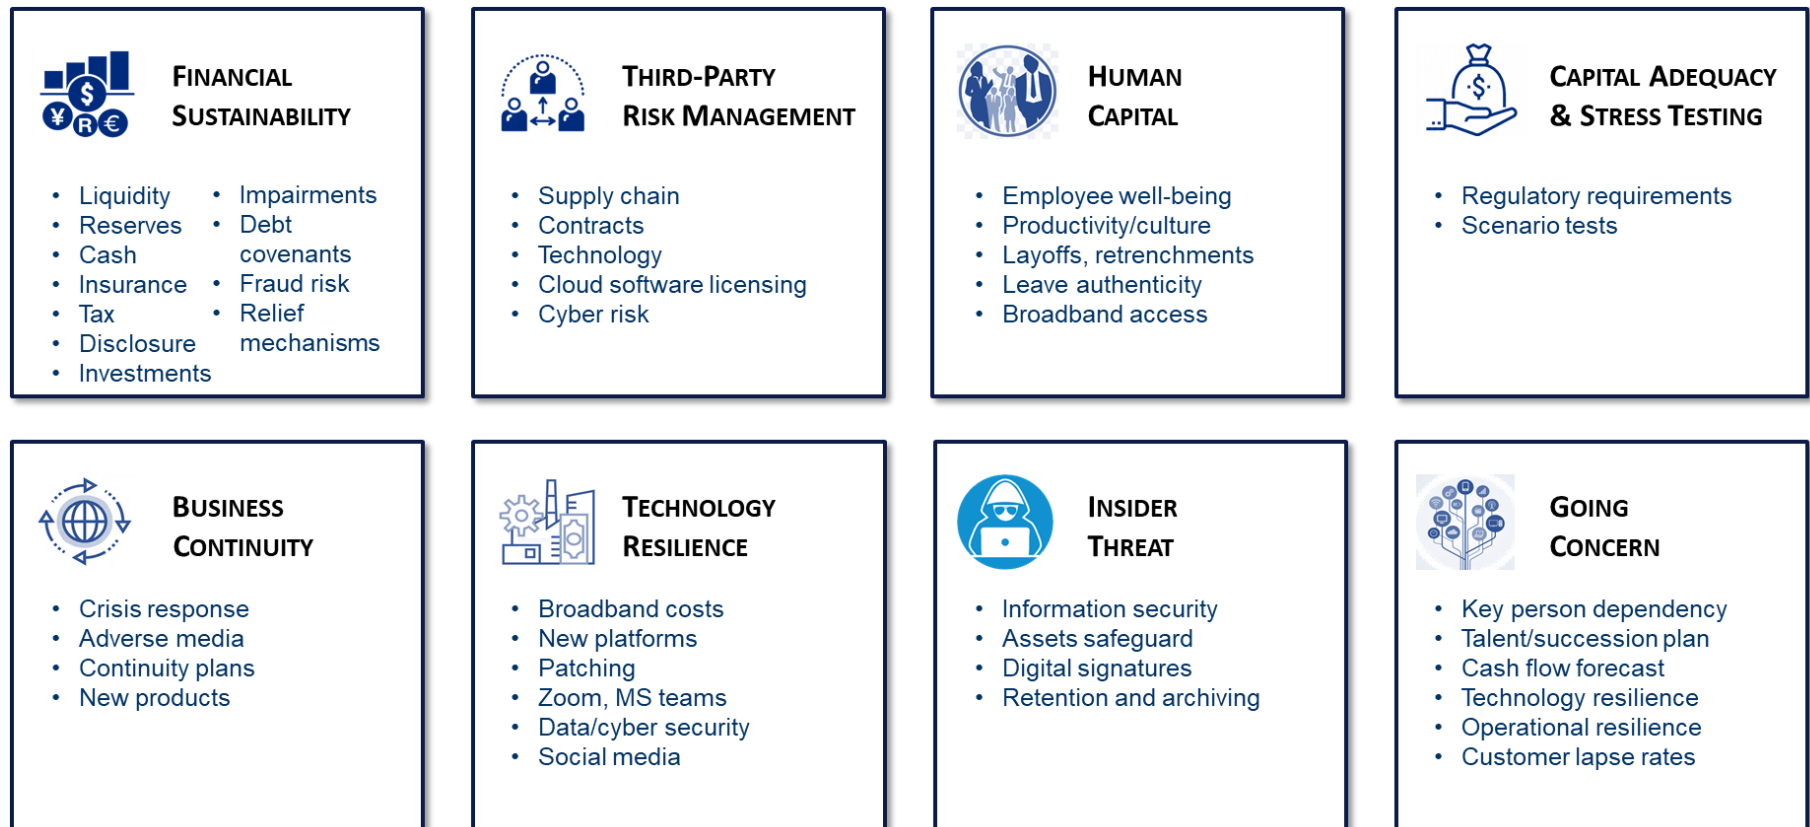 FINANCIAL
SUSTAINABILITY
• Liquidity
• Reserves
• Cash
• Insurance
• Tax
• Disclosure
• Investments
• Impairments
• Debt
covenants
• Fraud risk
• Relief
mechanisms
THIRD-PARTY
RISK MANAGEMENT
• Supply chain
• Contracts
• Technology
• Cloud software licensing
• Cyber risk
HUMAN
CAPITAL
• Employee well-being
• Productivity/culture
• Layoffs, retrenchments
• Leave authenticity
• Broadband access
CAPITAL ADEQUACY
& STRESS TESTING
• Regulatory requirements
• Scenario tests
BUSINESS
CONTINUITY
• Crisis response
• Adverse media
• Continuity plans
• New products
TECHNOLOGY
RESILIENCE
• Broadband costs
• New platforms
• Patching
• Zoom, MS teams
• Data/cyber security
• Social media
INSIDER
THREAT
• Information security
• Assets safeguard
• Digital signatures
• Retention and archiving
GOING
CONCERN
• Key person dependency
• Talent/succession plan
• Cash flow forecast
• Technology resilience
• Operational resilience
• Customer lapse rates